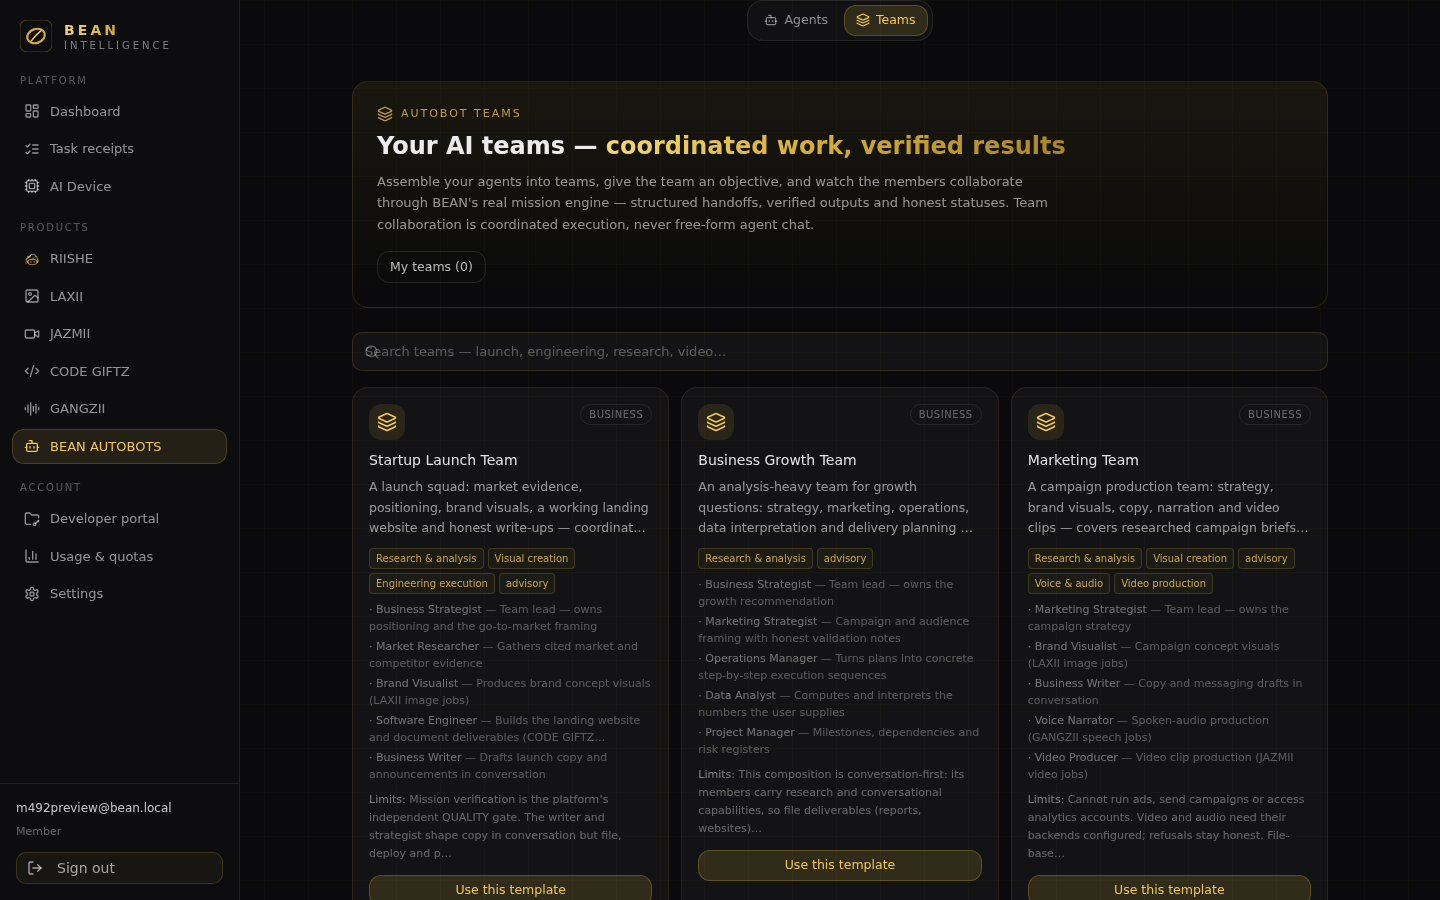 BEAN
INTELLIGENCE
PLATFORM
Dashboard
Task receipts
AI Device
PRODUCTS
RIISHE
LAXII
JAZMII
CODE GIFTZ
GANGZII
BEAN AUTOBOTS
ACCOUNT
Developer portal
Usage & quotas
Settings
m492preview@bean.local
Member
Sign out
Agents
Teams
AUTOBOT TEAMS
Your AI teams — coordinated work, verified results
Assemble your agents into teams, give the team an objective, and watch the members collaborate
through BEAN's real mission engine — structured handoffs, verified outputs and honest statuses. Team
collaboration is coordinated execution, never free-form agent chat.
My teams (0)
Search teams — launch, engineering, research, video…
BUSINESS
Startup Launch Team
A launch squad: market evidence,
positioning, brand visuals, a working landing
website and honest write-ups — coordinat…
Research & analysis
Visual creation
Engineering execution
advisory
· Business Strategist — Team lead — owns
positioning and the go-to-market framing
· Market Researcher — Gathers cited market and
competitor evidence
· Brand Visualist — Produces brand concept visuals
(LAXII image jobs)
· Software Engineer — Builds the landing website
and document deliverables (CODE GIFTZ…
· Business Writer — Drafts launch copy and
announcements in conversation
Limits: Mission verification is the platform’s
independent QUALITY gate. The writer and
strategist shape copy in conversation but file,
deploy and p…
Use this template
BUSINESS
Business Growth Team
An analysis-heavy team for growth
questions: strategy, marketing, operations,
data interpretation and delivery planning …
Research & analysis
advisory
· Business Strategist — Team lead — owns the
growth recommendation
· Marketing Strategist — Campaign and audience
framing with honest validation notes
· Operations Manager — Turns plans into concrete
step-by-step execution sequences
· Data Analyst — Computes and interprets the
numbers the user supplies
· Project Manager — Milestones, dependencies and
risk registers
Limits: This composition is conversation-first: its
members carry research and conversational
capabilities, so file deliverables (reports,
websites)…
Use this template
BUSINESS
Marketing Team
A campaign production team: strategy,
brand visuals, copy, narration and video
clips — covers researched campaign briefs…
Research & analysis
Visual creation
advisory
Voice & audio
Video production
· Marketing Strategist — Team lead — owns the
campaign strategy
· Brand Visualist — Campaign concept visuals
(LAXII image jobs)
· Business Writer — Copy and messaging drafts in
conversation
· Voice Narrator — Spoken-audio production
(GANGZII speech jobs)
· Video Producer — Video clip production (JAZMII
video jobs)
Limits: Cannot run ads, send campaigns or access
analytics accounts. Video and audio need their
backends configured; refusals stay honest. File-
base…
Use this template